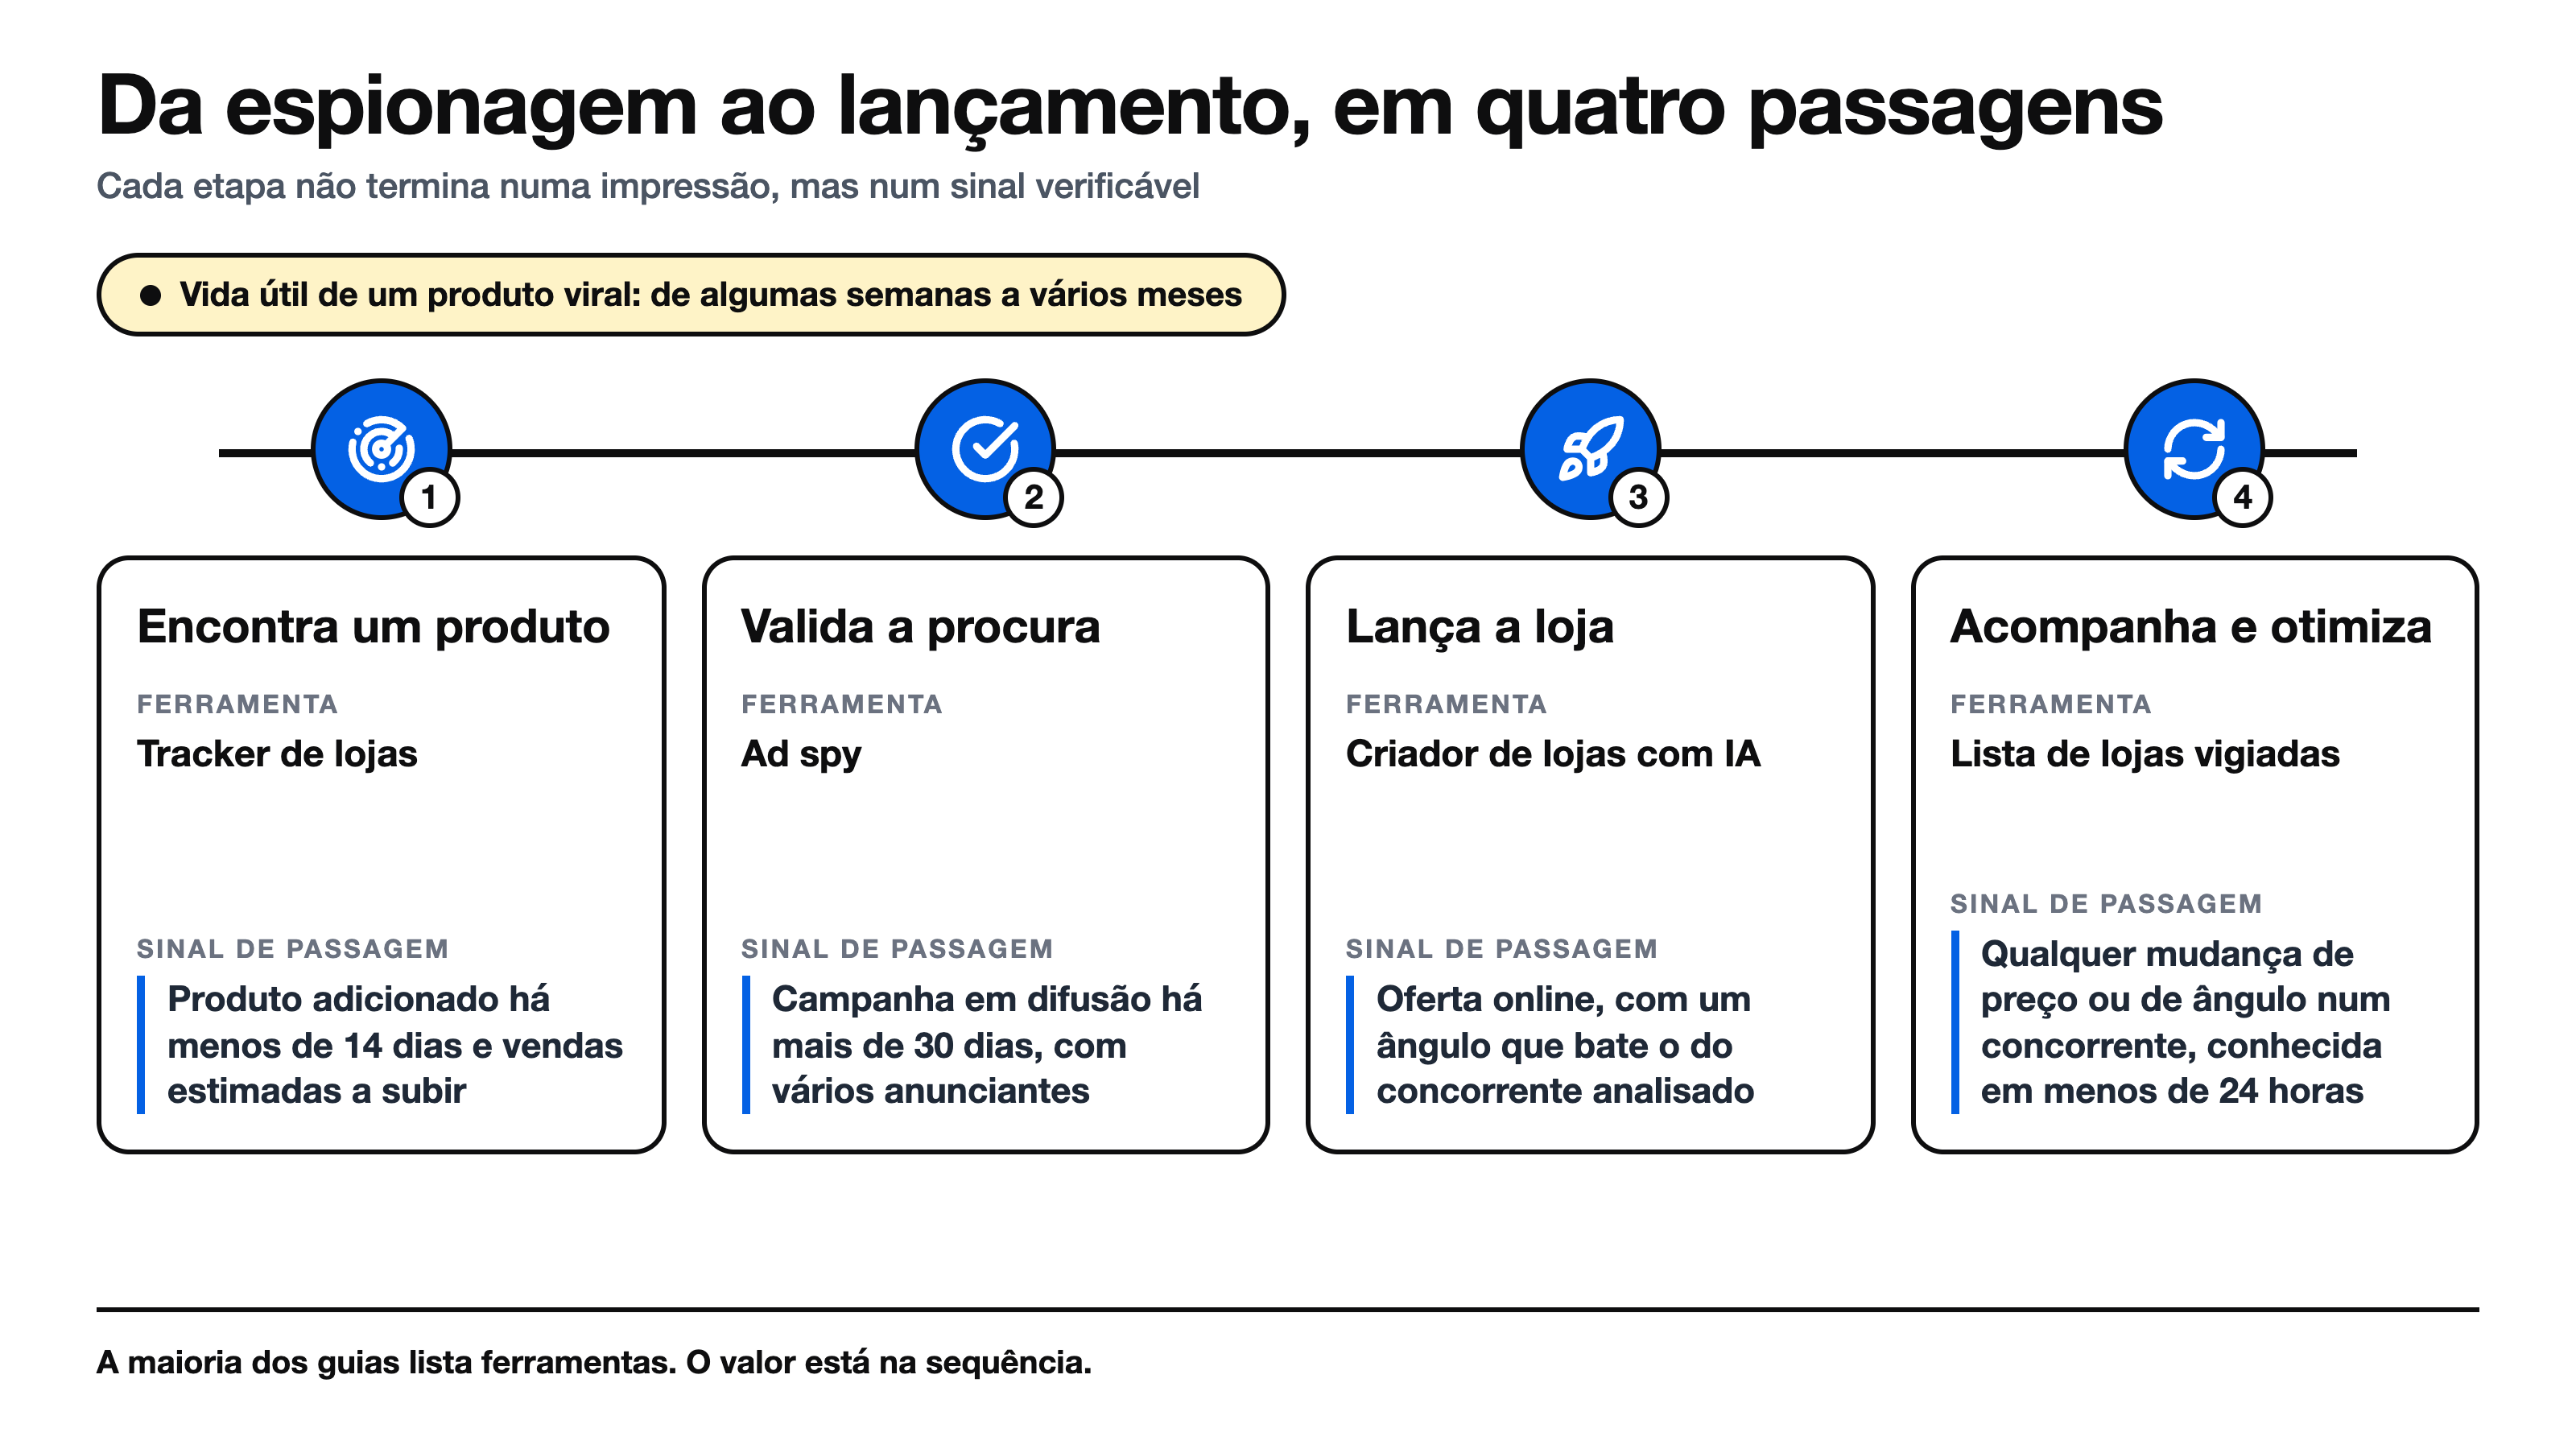 Da espionagem ao lançamento, em quatro passagens
Cada etapa não termina numa impressão, mas num sinal verificável
Vida útil de um produto viral: de algumas semanas a vários meses
1
2
3
4
Encontra um produto
FERRAMENTA
Tracker de lojas
SINAL DE PASSAGEM
Produto adicionado há
menos de 14 dias e vendas
estimadas a subir
Valida a procura
FERRAMENTA
Ad spy
SINAL DE PASSAGEM
Campanha em difusão há
mais de 30 dias, com
vários anunciantes
Lança a loja
FERRAMENTA
Criador de lojas com IA
SINAL DE PASSAGEM
Oferta online, com um
ângulo que bate o do
concorrente analisado
Acompanha e otimiza
FERRAMENTA
Lista de lojas vigiadas
SINAL DE PASSAGEM
Qualquer mudança de
preço ou de ângulo num
concorrente, conhecida
em menos de 24 horas
A maioria dos guias lista ferramentas. O valor está na sequência.